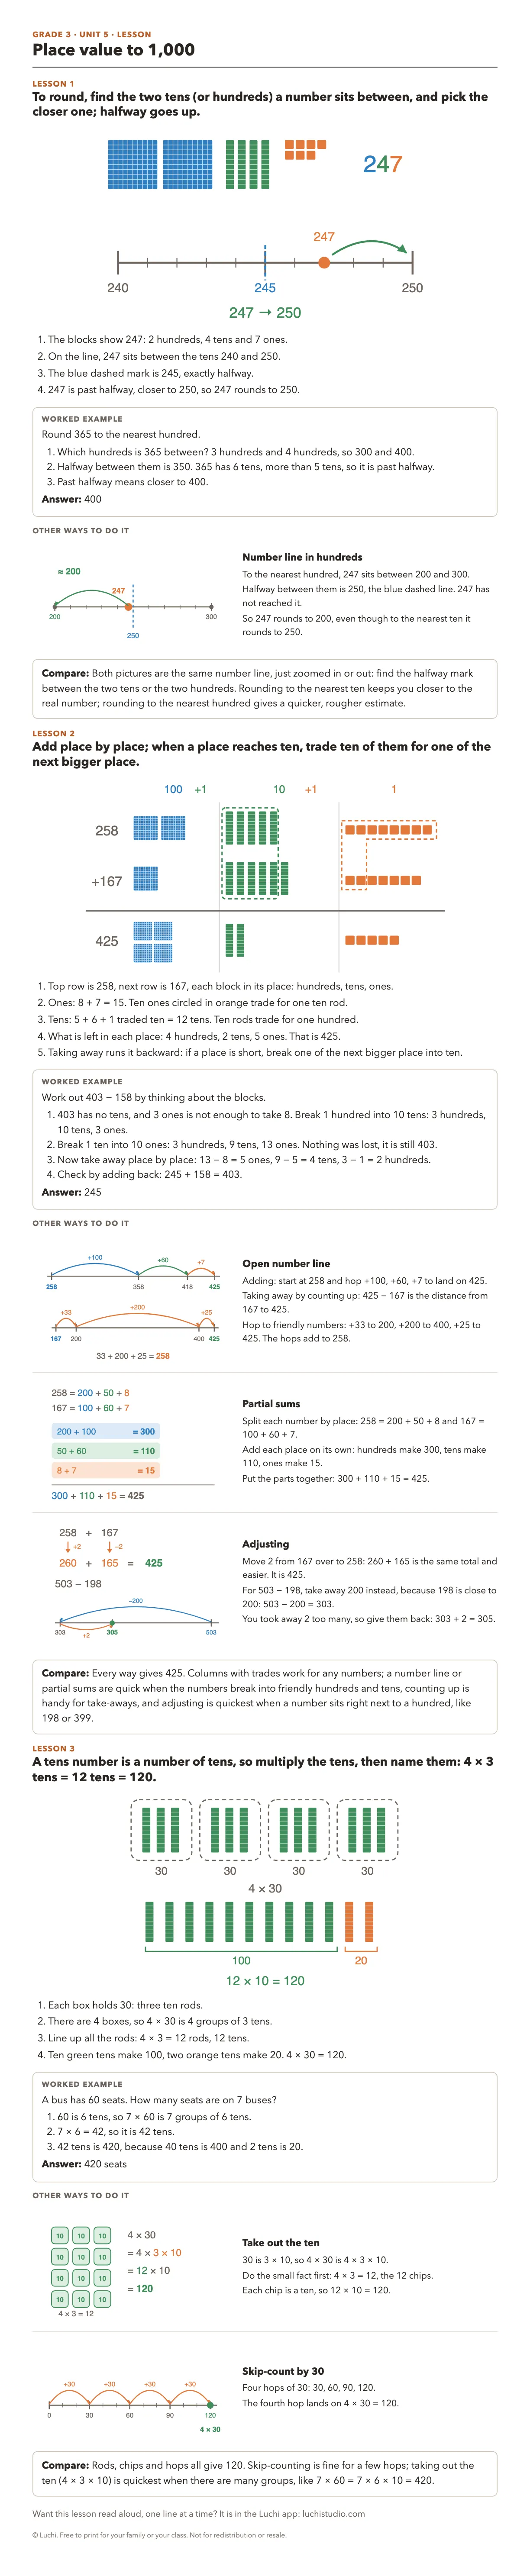 GRADE 3 · UNIT 5 · LESSON
Place value to 1,000
LESSON 1
To round, find the two tens (or hundreds) a number sits between, and pick the
closer one; halfway goes up.
247
247
240
245
250
247 → 250
1. The blocks show 247: 2 hundreds, 4 tens and 7 ones.
2. On the line, 247 sits between the tens 240 and 250.
3. The blue dashed mark is 245, exactly halfway.
4. 247 is past halfway, closer to 250, so 247 rounds to 250.
WORKED EXAMPLE
Round 365 to the nearest hundred.
1. Which hundreds is 365 between? 3 hundreds and 4 hundreds, so 300 and 400.
2. Halfway between them is 350. 365 has 6 tens, more than 5 tens, so it is past halfway.
3. Past halfway means closer to 400.
Answer: 400
OTHER WAYS TO DO IT
≈ 200
247
200
300
250
Number line in hundreds
To the nearest hundred, 247 sits between 200 and 300.
Halfway between them is 250, the blue dashed line. 247 has
not reached it.
So 247 rounds to 200, even though to the nearest ten it
rounds to 250.
Compare: Both pictures are the same number line, just zoomed in or out: find the halfway mark
between the two tens or the two hundreds. Rounding to the nearest ten keeps you closer to the
real number; rounding to the nearest hundred gives a quicker, rougher estimate.
LESSON 2
Add place by place; when a place reaches ten, trade ten of them for one of the
next bigger place.
100 +1 10 +1 1
258
+167
425
1. Top row is 258, next row is 167, each block in its place: hundreds, tens, ones.
2. Ones: 8 + 7 = 15. Ten ones circled in orange trade for one ten rod.
3. Tens: 5 + 6 + 1 traded ten = 12 tens. Ten rods trade for one hundred.
4. What is left in each place: 4 hundreds, 2 tens, 5 ones. That is 425.
5. Taking away runs it backward: if a place is short, break one of the next bigger place into ten.
WORKED EXAMPLE
Work out 403 − 158 by thinking about the blocks.
1. 403 has no tens, and 3 ones is not enough to take 8. Break 1 hundred into 10 tens: 3 hundreds,
10 tens, 3 ones.
2. Break 1 ten into 10 ones: 3 hundreds, 9 tens, 13 ones. Nothing was lost, it is still 403.
3. Now take away place by place: 13 − 8 = 5 ones, 9 − 5 = 4 tens, 3 − 1 = 2 hundreds.
4. Check by adding back: 245 + 158 = 403.
Answer: 245
OTHER WAYS TO DO IT
+100 +60 +7
258 358 418 425
+33 +200 +25
167 200 400 425
33 + 200 + 25 = 258
Open number line
Adding: start at 258 and hop +100, +60, +7 to land on 425.
Taking away by counting up: 425 − 167 is the distance from
167 to 425.
Hop to friendly numbers: +33 to 200, +200 to 400, +25 to
425. The hops add to 258.
258 = 200 + 50 + 8
167 = 100 + 60 + 7
200 + 100 = 300
50 + 60 = 110
8 + 7 = 15
300 + 110 + 15 = 425
Partial sums
Split each number by place: 258 = 200 + 50 + 8 and 167 =
100 + 60 + 7.
Add each place on its own: hundreds make 300, tens make
110, ones make 15.
Put the parts together: 300 + 110 + 15 = 425.
258 + 167
+2 −2
260 + 165 = 425
503 − 198
−200
303 305 503
+2
Adjusting
Move 2 from 167 over to 258: 260 + 165 is the same total and
easier. It is 425.
For 503 − 198, take away 200 instead, because 198 is close to
200: 503 − 200 = 303.
You took away 2 too many, so give them back: 303 + 2 = 305.
Compare: Every way gives 425. Columns with trades work for any numbers; a number line or
partial sums are quick when the numbers break into friendly hundreds and tens, counting up is
handy for take-aways, and adjusting is quickest when a number sits right next to a hundred, like
198 or 399.
LESSON 3
A tens number is a number of tens, so multiply the tens, then name them: 4 × 3
tens = 12 tens = 120.
30 30 30 30
4 × 30
100 20
12 × 10 = 120
1. Each box holds 30: three ten rods.
2. There are 4 boxes, so 4 × 30 is 4 groups of 3 tens.
3. Line up all the rods: 4 × 3 = 12 rods, 12 tens.
4. Ten green tens make 100, two orange tens make 20. 4 × 30 = 120.
WORKED EXAMPLE
A bus has 60 seats. How many seats are on 7 buses?
1. 60 is 6 tens, so 7 × 60 is 7 groups of 6 tens.
2. 7 × 6 = 42, so it is 42 tens.
3. 42 tens is 420, because 40 tens is 400 and 2 tens is 20.
Answer: 420 seats
OTHER WAYS TO DO IT
10 10 10
10 10 10
10 10 10
10 10 10
4 × 3 = 12
4 × 30
= 4 × 3 × 10
= 12 × 10
= 120
Take out the ten
30 is 3 × 10, so 4 × 30 is 4 × 3 × 10.
Do the small fact first: 4 × 3 = 12, the 12 chips.
Each chip is a ten, so 12 × 10 = 120.
+30 +30 +30 +30
0 30 60 90 120
4 × 30
Skip-count by 30
Four hops of 30: 30, 60, 90, 120.
The fourth hop lands on 4 × 30 = 120.
Compare: Rods, chips and hops all give 120. Skip-counting is fine for a few hops; taking out the
ten (4 × 3 × 10) is quickest when there are many groups, like 7 × 60 = 7 × 6 × 10 = 420.
Want this lesson read aloud, one line at a time? It is in the Luchi app: luchistudio.com
© Luchi. Free to print for your family or your class. Not for redistribution or resale.